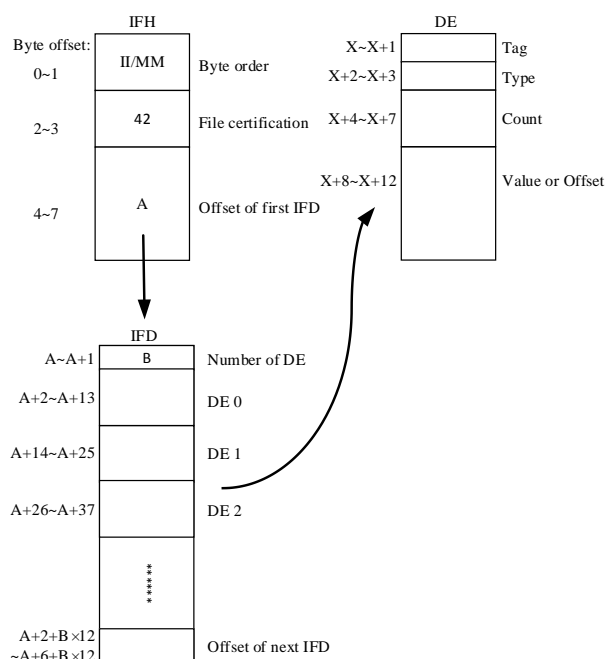 IFH
Byte offset:
0~1
II/MM
Byte order
2~3
42
File certification
4~7
A
Offset of first IFD
DE
X~X+1
Tag
X+2~X+3
Type
X+4~X+7
Count
X+8~X+12
Value or Offset
IFD
A~A+1
B
Number of DE
A+2~A+13
DE 0
A+14~A+25
DE 1
A+26~A+37
DE 2
******
A+2+B×12
~A+6+B×12
Offset of next IFD